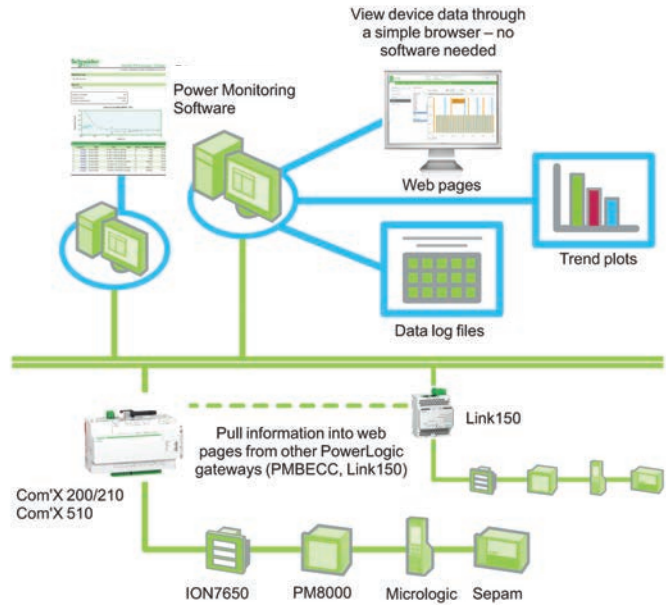 View device data through
a simple browser – no
software needed
Schneider
Power Monitoring
Software
Web pages
Trend plots
Data log files
Link150
Pull information into web
pages from other PowerLogic
gateways (PMBECC, Link150)
Com'X 200/210
Com'X 510
ION7650
PM8000
Micrologic
Sepam